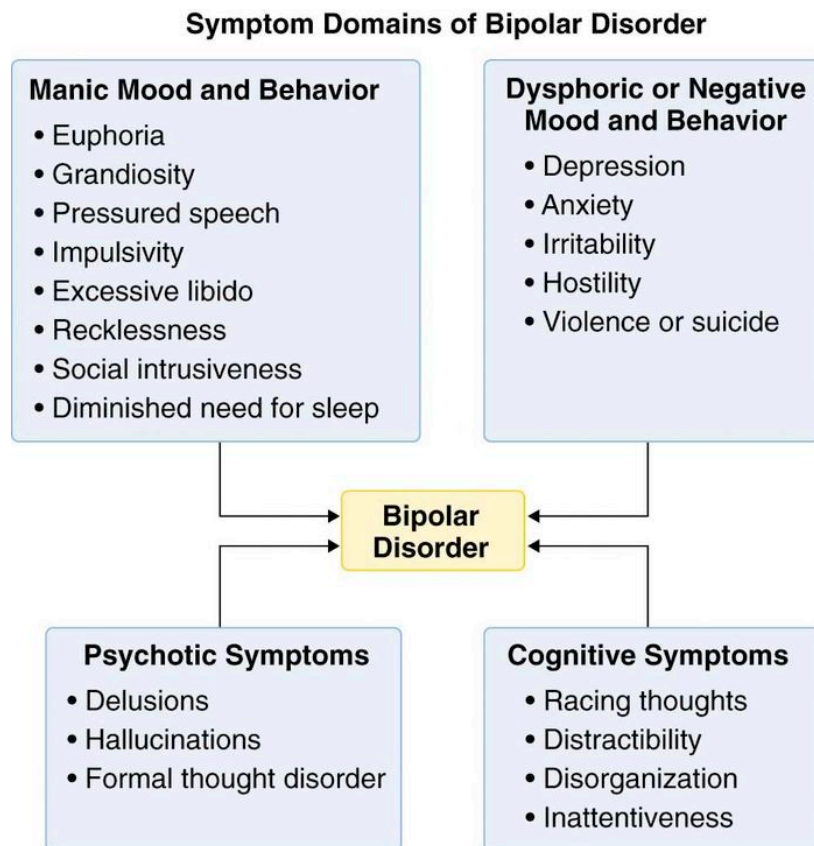 Symptom Domains of Bipolar Disorder
Manic Mood and Behavior
• Euphoria
• Grandiosity
• Pressured speech
• Impulsivity
• Excessive libido
• Recklessness
• Social intrusiveness
• Diminished need for sleep
Dysphoric or Negative
Mood and Behavior
• Depression
• Anxiety
• Irritability
• Hostility
• Violence or suicide
Bipolar
Disorder
Psychotic Symptoms
• Delusions
• Hallucinations
• Formal thought disorder
Cognitive Symptoms
• Racing thoughts
• Distractibility
• Disorganization
• Inattentiveness